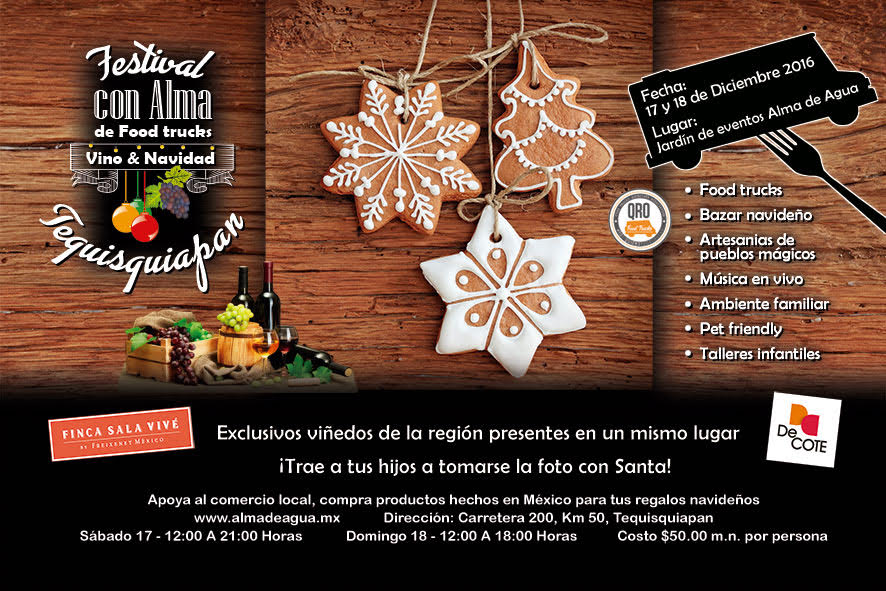 Festival
con Alma
de Food trucks
Vino & Navidad
Tequisquiapan
Fecha:
17 y 18 de Diciembre 2016
Lugar:
Jardín de eventos Alma de Agua
QRO
Food Trucks
• Food trucks
• Bazar navideño
• Artesanias de
pueblos mágicos
• Música en vivo
• Ambiente familiar
• Pet friendly
• Talleres infantiles
FINCA SALA VIVÉ
BY FREIXENET MÉXICO
De
COTE
Exclusivos viñedos de la región presentes en un mismo lugar
¡Trae a tus hijos a tomarse la foto con Santa!
Apoya al comercio local, compra productos hechos en México para tus regalos navideños
www.almadeagua.mx Dirección: Carretera 200, Km 50, Tequisquiapan
Sábado 17 - 12:00 A 21:00 Horas Domingo 18 - 12:00 A 18:00 Horas Costo $50.00 m.n. por persona